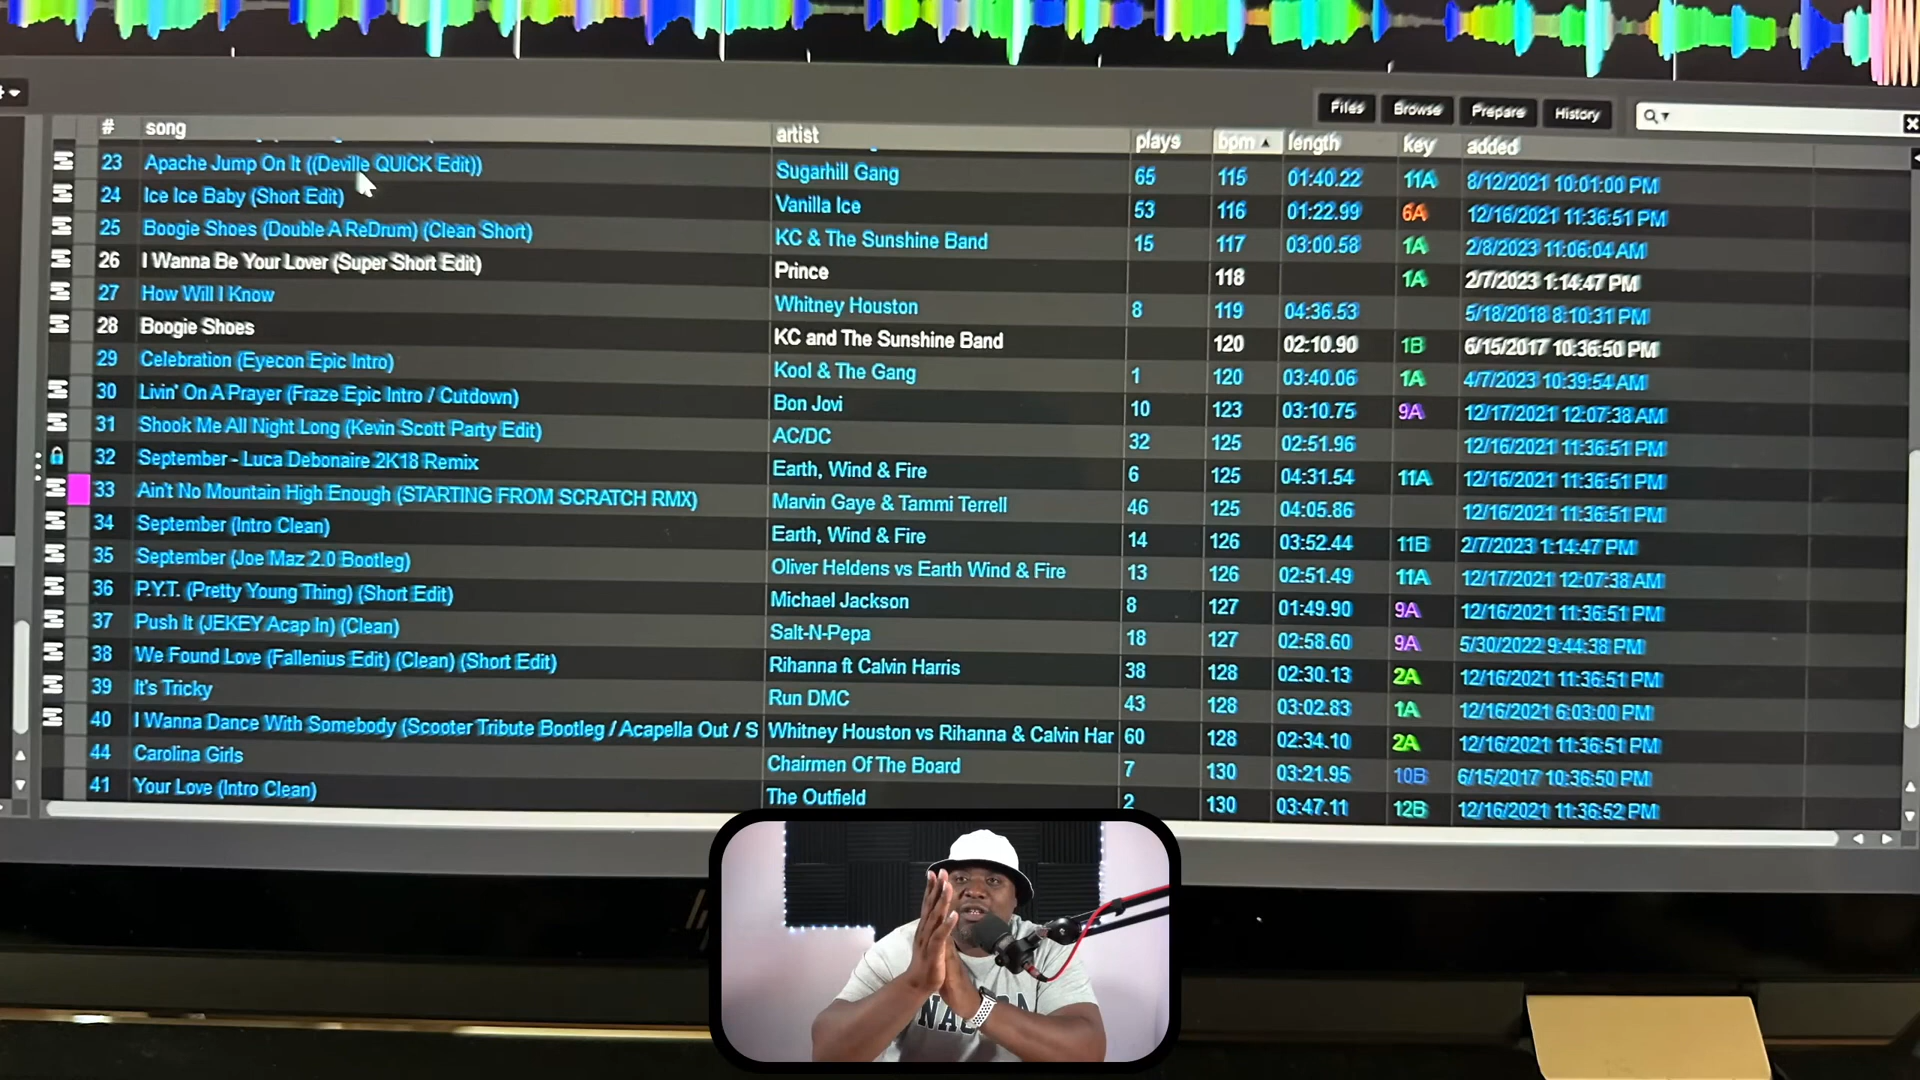 Files Browse Prepare History
# song artist plays bpm length key added
23 Apache Jump On It ((Deville QUICK Edit)) Sugarhill Gang 65 115 01:40.22 11A 8/12/2021 10:01:00 PM
24 Ice Ice Baby (Short Edit) Vanilla Ice 53 116 01:22.99 6A 12/16/2021 11:36:51 PM
25 Boogie Shoes (Double A ReDrum) (Clean Short) KC & The Sunshine Band 15 117 03:00.58 1A 2/8/2023 11:06:04 AM
26 I Wanna Be Your Lover (Super Short Edit) Prince 118 1A 2/7/2023 1:14:47 PM
27 How Will I Know Whitney Houston 8 119 04:36.53 5/18/2018 8:10:31 PM
28 Boogie Shoes KC and The Sunshine Band 120 02:10.90 1B 6/15/2017 10:36:50 PM
29 Celebration (Eyecon Epic Intro) Kool & The Gang 1 120 03:40.06 1A 4/7/2023 10:39:54 AM
30 Livin' On A Prayer (Fraze Epic Intro / Cutdown) Bon Jovi 10 123 03:10.75 9A 12/17/2021 12:07:38 AM
31 Shook Me All Night Long (Kevin Scott Party Edit) AC/DC 32 125 02:51.96 12/16/2021 11:36:51 PM
32 September - Luca Debonaire 2K18 Remix Earth, Wind & Fire 6 125 04:31.54 11A 12/16/2021 11:36:51 PM
33 Ain't No Mountain High Enough (STARTING FROM SCRATCH RMX) Marvin Gaye & Tammi Terrell 46 125 04:05.86 12/16/2021 11:36:51 PM
34 September (Intro Clean) Earth, Wind & Fire 14 126 03:52.44 11B 2/7/2023 1:14:47 PM
35 September (Joe Maz 2.0 Bootleg) Oliver Heldens vs Earth Wind & Fire 13 126 02:51.49 11A 12/17/2021 12:07:38 AM
36 P.Y.T. (Pretty Young Thing) (Short Edit) Michael Jackson 8 127 01:49.90 9A 12/16/2021 11:36:51 PM
37 Push It (JEKEY Acap In) (Clean) Salt-N-Pepa 18 127 02:58.60 9A 5/30/2022 9:44:38 PM
38 We Found Love (Fallenius Edit) (Clean) (Short Edit) Rihanna ft Calvin Harris 38 128 02:30.13 2A 12/16/2021 11:36:51 PM
39 It's Tricky Run DMC 43 128 03:02.83 1A 12/16/2021 6:03:00 PM
40 I Wanna Dance With Somebody (Scooter Tribute Bootleg / Acapella Out / S Whitney Houston vs Rihanna & Calvin Har 60 128 02:34.10 2A 12/16/2021 11:36:51 PM
44 Carolina Girls Chairmen Of The Board 7 130 03:21.95 10B 6/15/2017 10:36:50 PM
41 Your Love (Intro Clean) The Outfield 2 130 03:47.11 12B 12/16/2021 11:36:52 PM